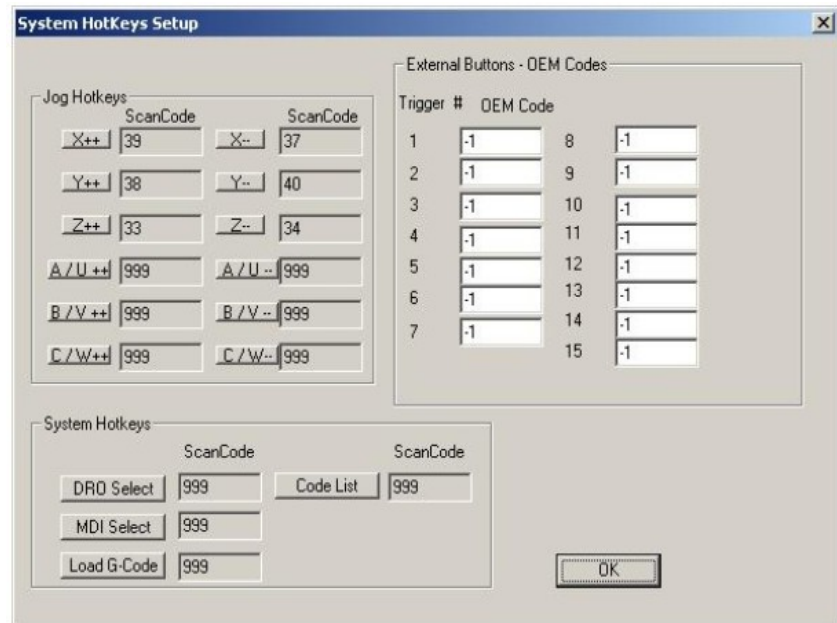 System HotKeys Setup
Jog Hotkeys
ScanCode ScanCode
X++ 39 X-- 37
Y++ 38 Y-- 40
Z++ 33 Z-- 34
A / U ++ 999 A / U -- 999
B / V ++ 999 B / V -- 999
C / W++ 999 C / W-- 999
External Buttons - OEM Codes
Trigger # OEM Code
1 -1 8 -1
2 -1 9 -1
3 -1 10 -1
4 -1 11 -1
5 -1 12 -1
6 -1 13 -1
7 -1 14 -1
15 -1
System Hotkeys
ScanCode ScanCode
DRO Select 999 Code List 999
MDI Select 999
Load G-Code 999
OK